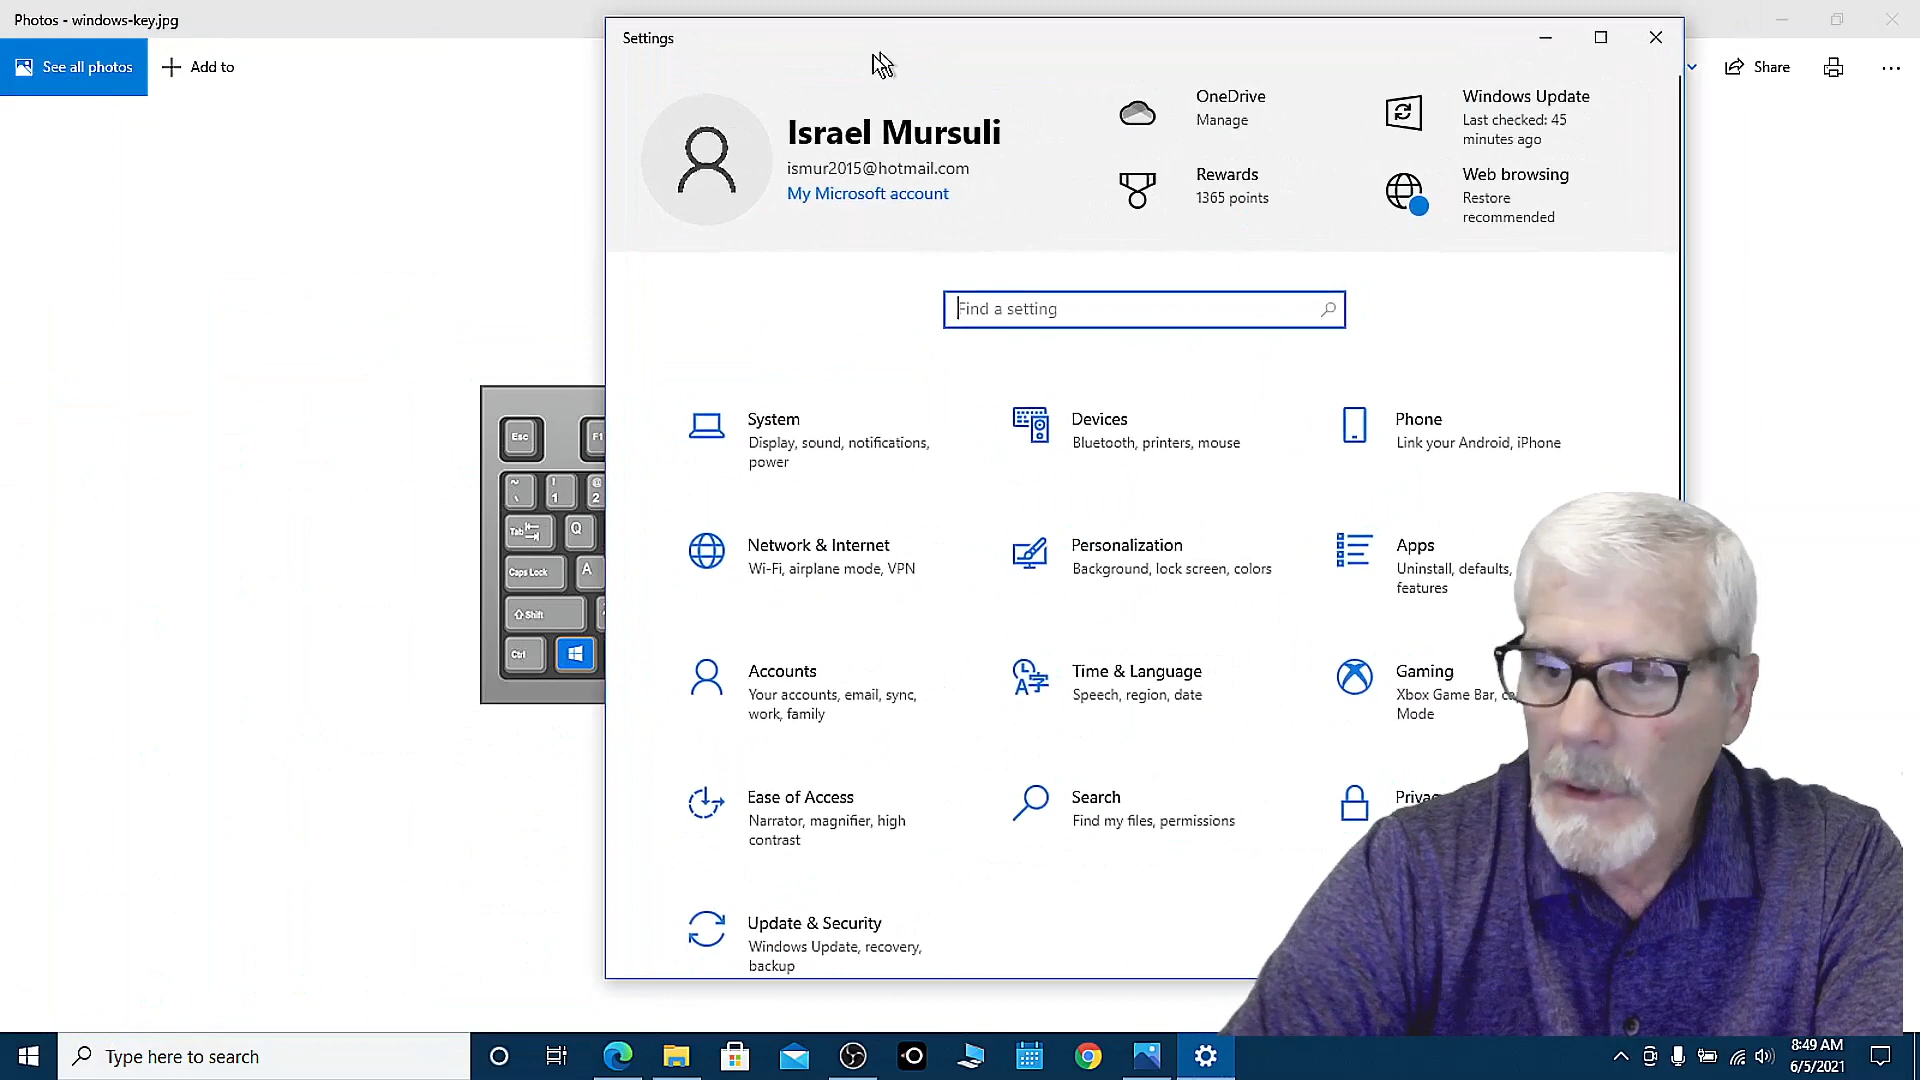 Photos - windows-key.jpg
See all photos
Add to
Share
Settings
Israel Mursuli
ismur2015@hotmail.com
My Microsoft account
OneDrive
Manage
Rewards
1365 points
Windows Update
Last checked: 45
minutes ago
Web browsing
Restore
recommended
Find a setting
System
Display, sound, notifications,
power
Devices
Bluetooth, printers, mouse
Phone
Link your Android, iPhone
Network & Internet
Wi-Fi, airplane mode, VPN
Personalization
Background, lock screen, colors
Apps
Uninstall, defaults,
features
Accounts
Your accounts, email, sync,
work, family
Time & Language
Speech, region, date
Gaming
Xbox Game Bar,
Mode
Ease of Access
Narrator, magnifier, high
contrast
Search
Find my files, permissions
Update & Security
Windows Update, recovery,
backup
Esc F1
~ ! @
\ 1 2
Tab Q
Caps Lock A
Shift
Ctrl
Type here to search
8:49 AM
6/5/2021